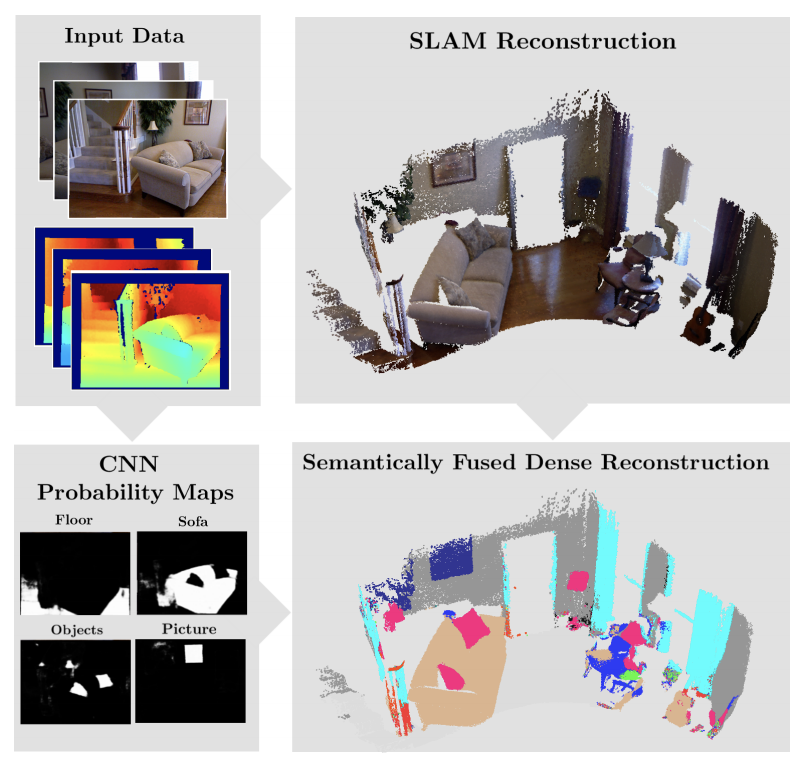 Input Data
SLAM Reconstruction
CNN
Probability Maps
Floor
Sofa
Objects
Picture
Semantically Fused Dense Reconstruction